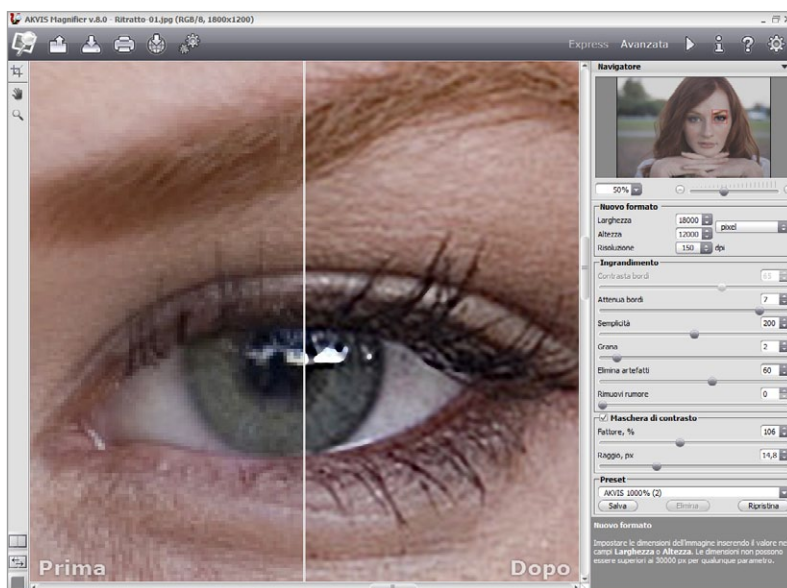 AKVIS Magnifier v.8.0 - Ritratto-01.jpg (RGB/8, 1800x1200)
Express Avanzata
Navigatore
50%
Nuovo formato
Larghezza 18000 pixel
Altezza 12000
Risoluzione 150 dpi
Ingrandimento
Contrasta bordi 65
Attenua bordi 7
Semplicità 200
Grana 2
Elimina artefatti 60
Rimuovi rumore 0
Maschera di contrasto
Fattore, % 106
Raggio, px 14,8
Preset
AKVIS 1000% (2)
Salva Elimina Ripristina
Nuovo formato
Impostare le dimensioni dell'immagine inserendo il valore nei
campi Larghezza o Altezza. Le dimensioni non possono
essere superiori ai 30000 px per qualunque parametro.
Prima Dopo